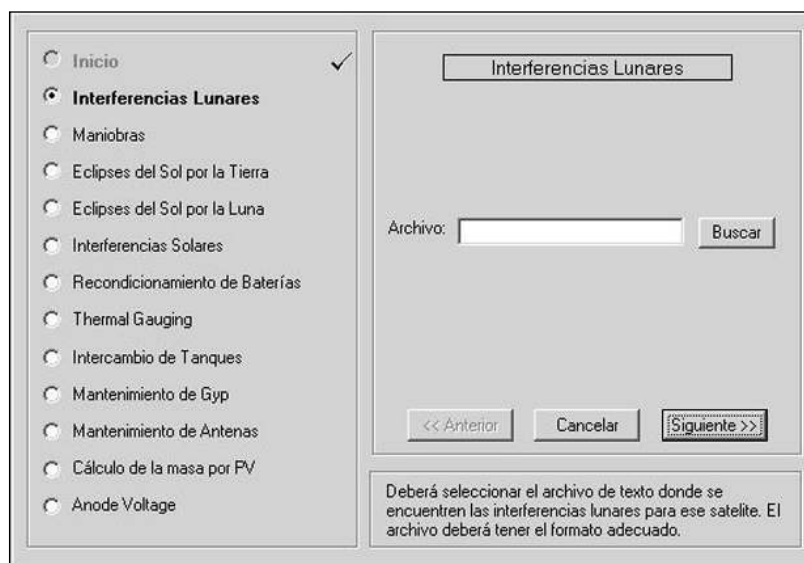 Inicio
Interferencias Lunares
Maniobras
Eclipses del Sol por la Tierra
Eclipses del Sol por la Luna
Interferencias Solares
Recondicionamiento de Baterías
Thermal Gauging
Intercambio de Tanques
Mantenimiento de Gyp
Mantenimiento de Antenas
Cálculo de la masa por PV
Anode Voltage
Interferencias Lunares
Archivo:
Buscar
<< Anterior
Cancelar
Siguiente >>
Deberá seleccionar el archivo de texto donde se
encuentren las interferencias lunares para ese satelite. El
archivo deberá tener el formato adecuado.